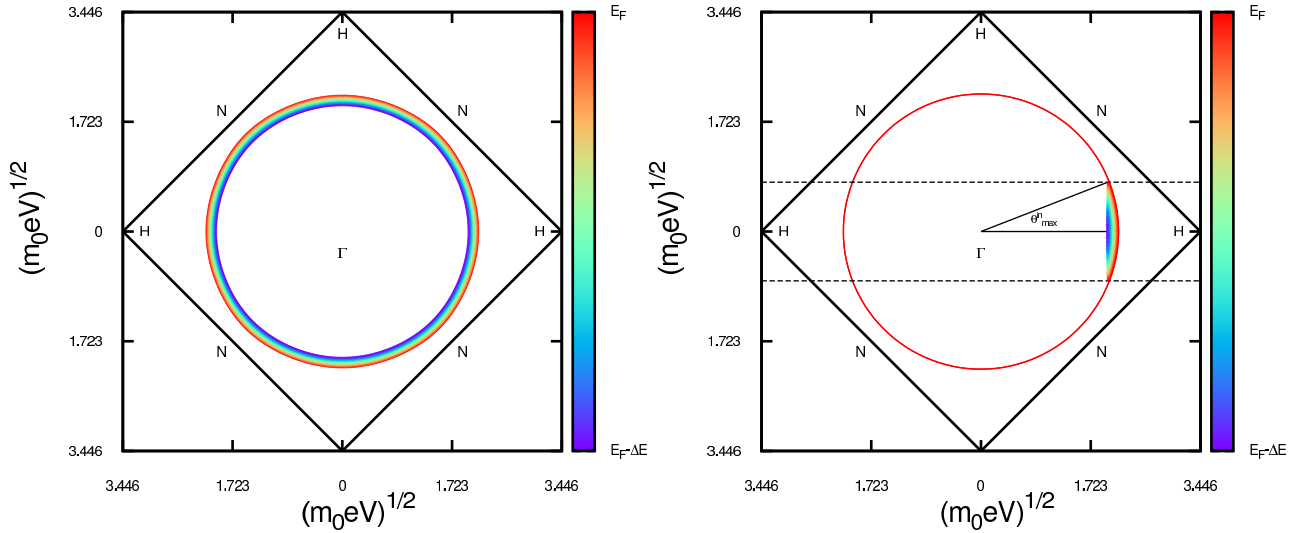 3.446
1.723
0
1.723
3.446
(m0eV)1/2
3.446
1.723
0
1.723
3.446
(m0eV)1/2
H
N
N
H
H
Γ
N
N
EF
EF-ΔE
3.446
1.723
0
1.723
3.446
(m0eV)1/2
3.446
1.723
0
1.723
3.446
(m0eV)1/2
H
N
θinmax
Γ
H
N
N
EF
EF-ΔE